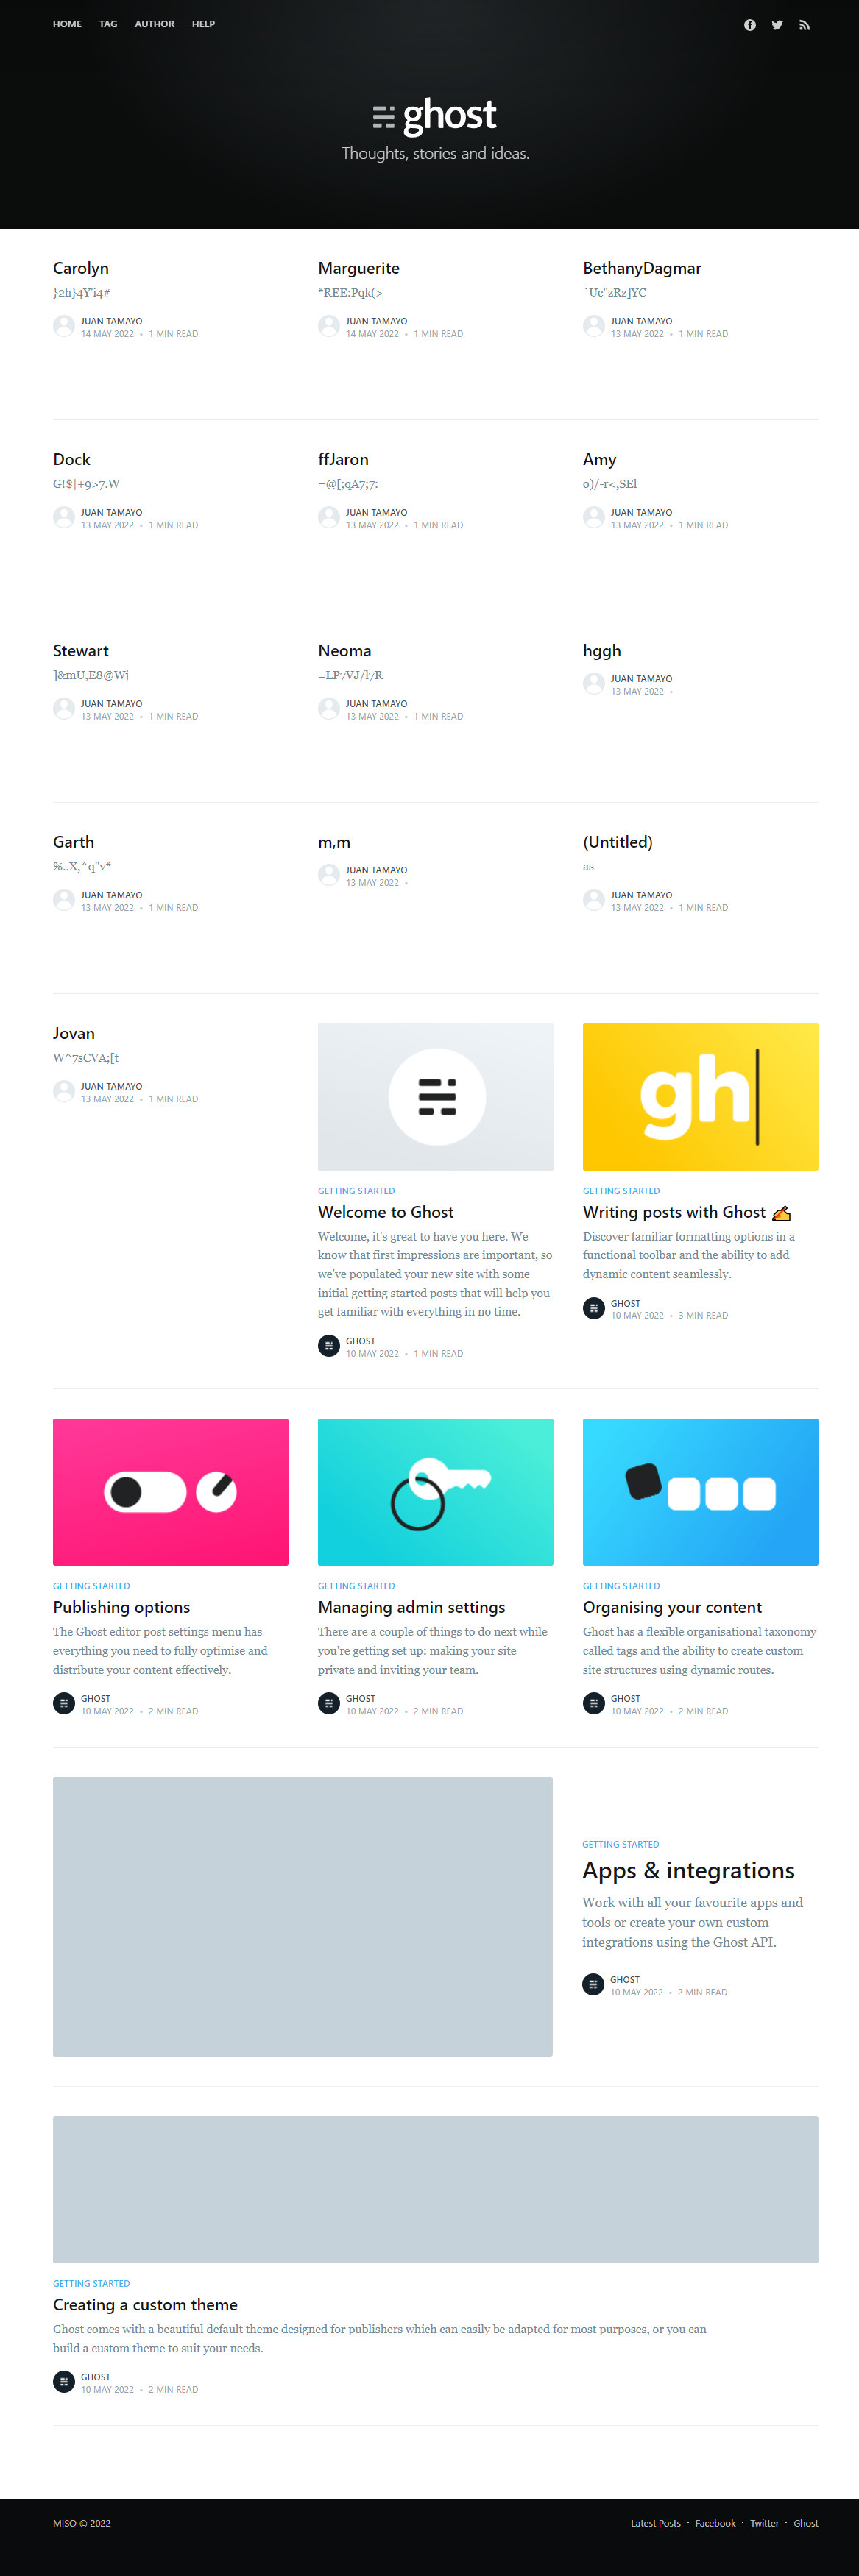 HOME TAG AUTHOR HELP
ghost
Thoughts, stories and ideas.
Carolyn
}2h}4Y'i4#
JUAN TAMAYO
14 MAY 2022 • 1 MIN READ
Marguerite
*REE:Pqk(>
JUAN TAMAYO
14 MAY 2022 • 1 MIN READ
BethanyDagmar
`Uc"zRz]YC
JUAN TAMAYO
13 MAY 2022 • 1 MIN READ
Dock
G!$|+9>7.W
JUAN TAMAYO
13 MAY 2022 • 1 MIN READ
ffJaron
=@[;qA7;7:
JUAN TAMAYO
13 MAY 2022 • 1 MIN READ
Amy
o)/-r<,SEl
JUAN TAMAYO
13 MAY 2022 • 1 MIN READ
Stewart
]&mU,E8@Wj
JUAN TAMAYO
13 MAY 2022 • 1 MIN READ
Neoma
=LP7VJ/l7R
JUAN TAMAYO
13 MAY 2022 • 1 MIN READ
hggh
JUAN TAMAYO
13 MAY 2022 •
Garth
%..X,^q"v*
JUAN TAMAYO
13 MAY 2022 • 1 MIN READ
m,m
JUAN TAMAYO
13 MAY 2022 •
(Untitled)
as
JUAN TAMAYO
13 MAY 2022 • 1 MIN READ
Jovan
W^7sCVA;[t
JUAN TAMAYO
13 MAY 2022 • 1 MIN READ
GETTING STARTED
Welcome to Ghost
Welcome, it's great to have you here. We
know that first impressions are important, so
we've populated your new site with some
initial getting started posts that will help you
get familiar with everything in no time.
GHOST
10 MAY 2022 • 1 MIN READ
gh
GETTING STARTED
Writing posts with Ghost ✍️
Discover familiar formatting options in a
functional toolbar and the ability to add
dynamic content seamlessly.
GHOST
10 MAY 2022 • 3 MIN READ
GETTING STARTED
Publishing options
The Ghost editor post settings menu has
everything you need to fully optimise and
distribute your content effectively.
GHOST
10 MAY 2022 • 2 MIN READ
GETTING STARTED
Managing admin settings
There are a couple of things to do next while
you're getting set up: making your site
private and inviting your team.
GHOST
10 MAY 2022 • 2 MIN READ
GETTING STARTED
Organising your content
Ghost has a flexible organisational taxonomy
called tags and the ability to create custom
site structures using dynamic routes.
GHOST
10 MAY 2022 • 2 MIN READ
GETTING STARTED
Apps & integrations
Work with all your favourite apps and
tools or create your own custom
integrations using the Ghost API.
GHOST
10 MAY 2022 • 2 MIN READ
GETTING STARTED
Creating a custom theme
Ghost comes with a beautiful default theme designed for publishers which can easily be adapted for most purposes, or you can
build a custom theme to suit your needs.
GHOST
10 MAY 2022 • 2 MIN READ
MISO © 2022
Latest Posts • Facebook • Twitter • Ghost